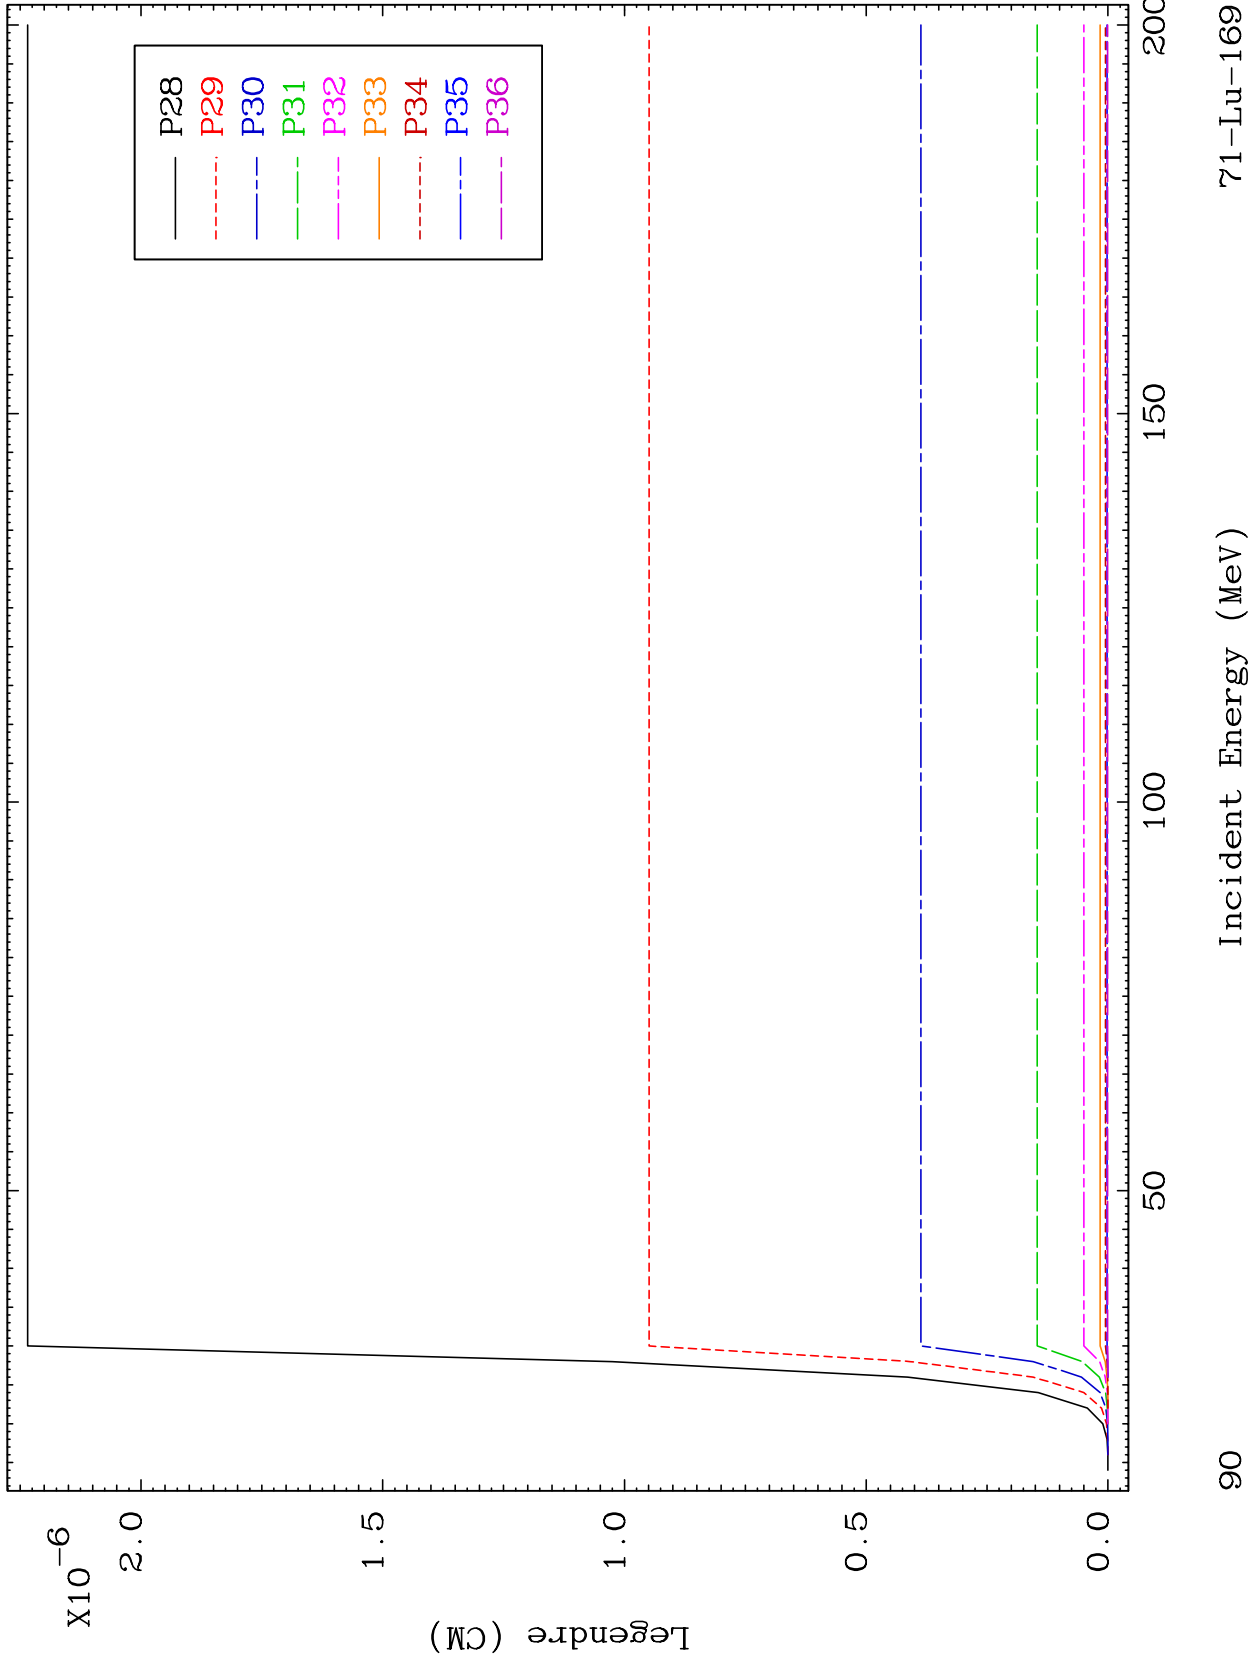 X10-6
2.0
1.5
1.0
0.5
0.0
Legendre (CM)
P28
P29
P30
P31
P32
P33
P34
P35
P36
50
100
150
200
Incident Energy (MeV)
90
71-Lu-169